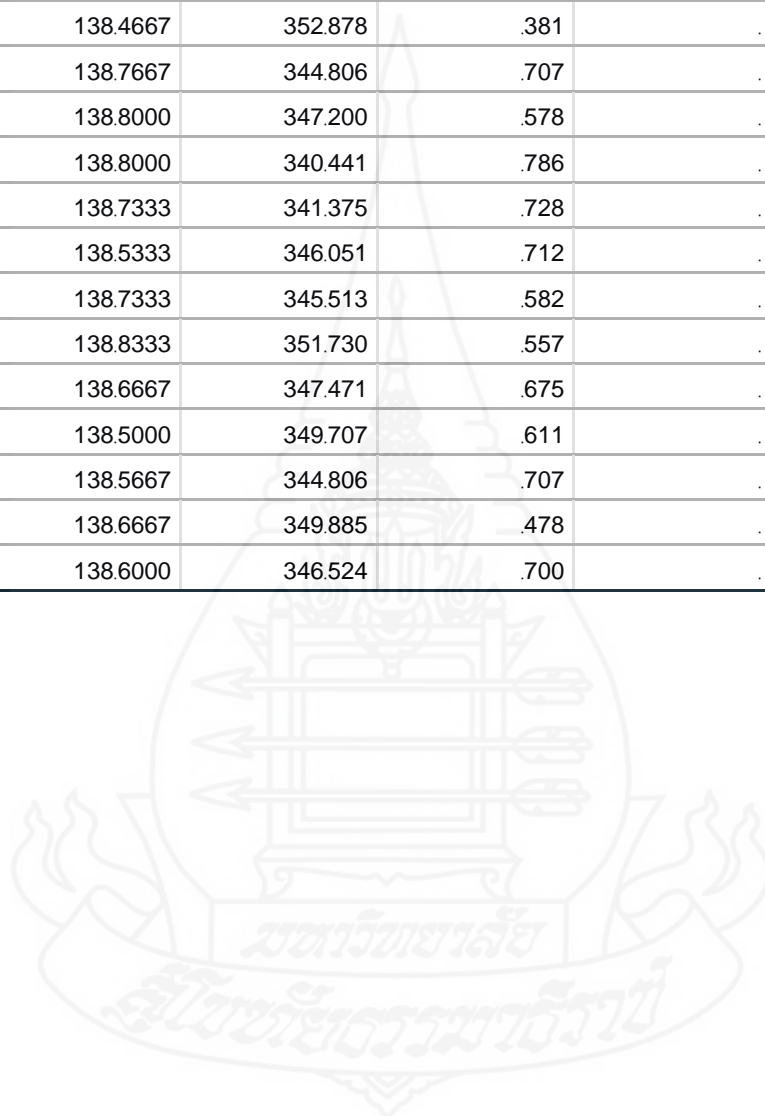 138.4667 352.878 .381 .
138.7667 344.806 .707 .
138.8000 347.200 .578 .
138.8000 340.441 .786 .
138.7333 341.375 .728 .
138.5333 346.051 .712 .
138.7333 345.513 .582 .
138.8333 351.730 .557 .
138.6667 347.471 .675 .
138.5000 349.707 .611 .
138.5667 344.806 .707 .
138.6667 349.885 .478 .
138.6000 346.524 .700 .
มหาวิทยาลัย
สุโขทัยธรรมาธิราช